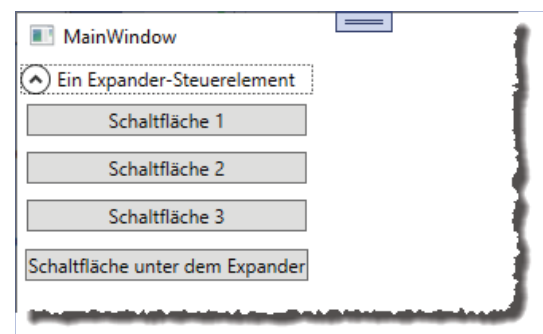 MainWindow
Ein Expander-Steuerelement
Schaltfläche 1
Schaltfläche 2
Schaltfläche 3
Schaltfläche unter dem Expander